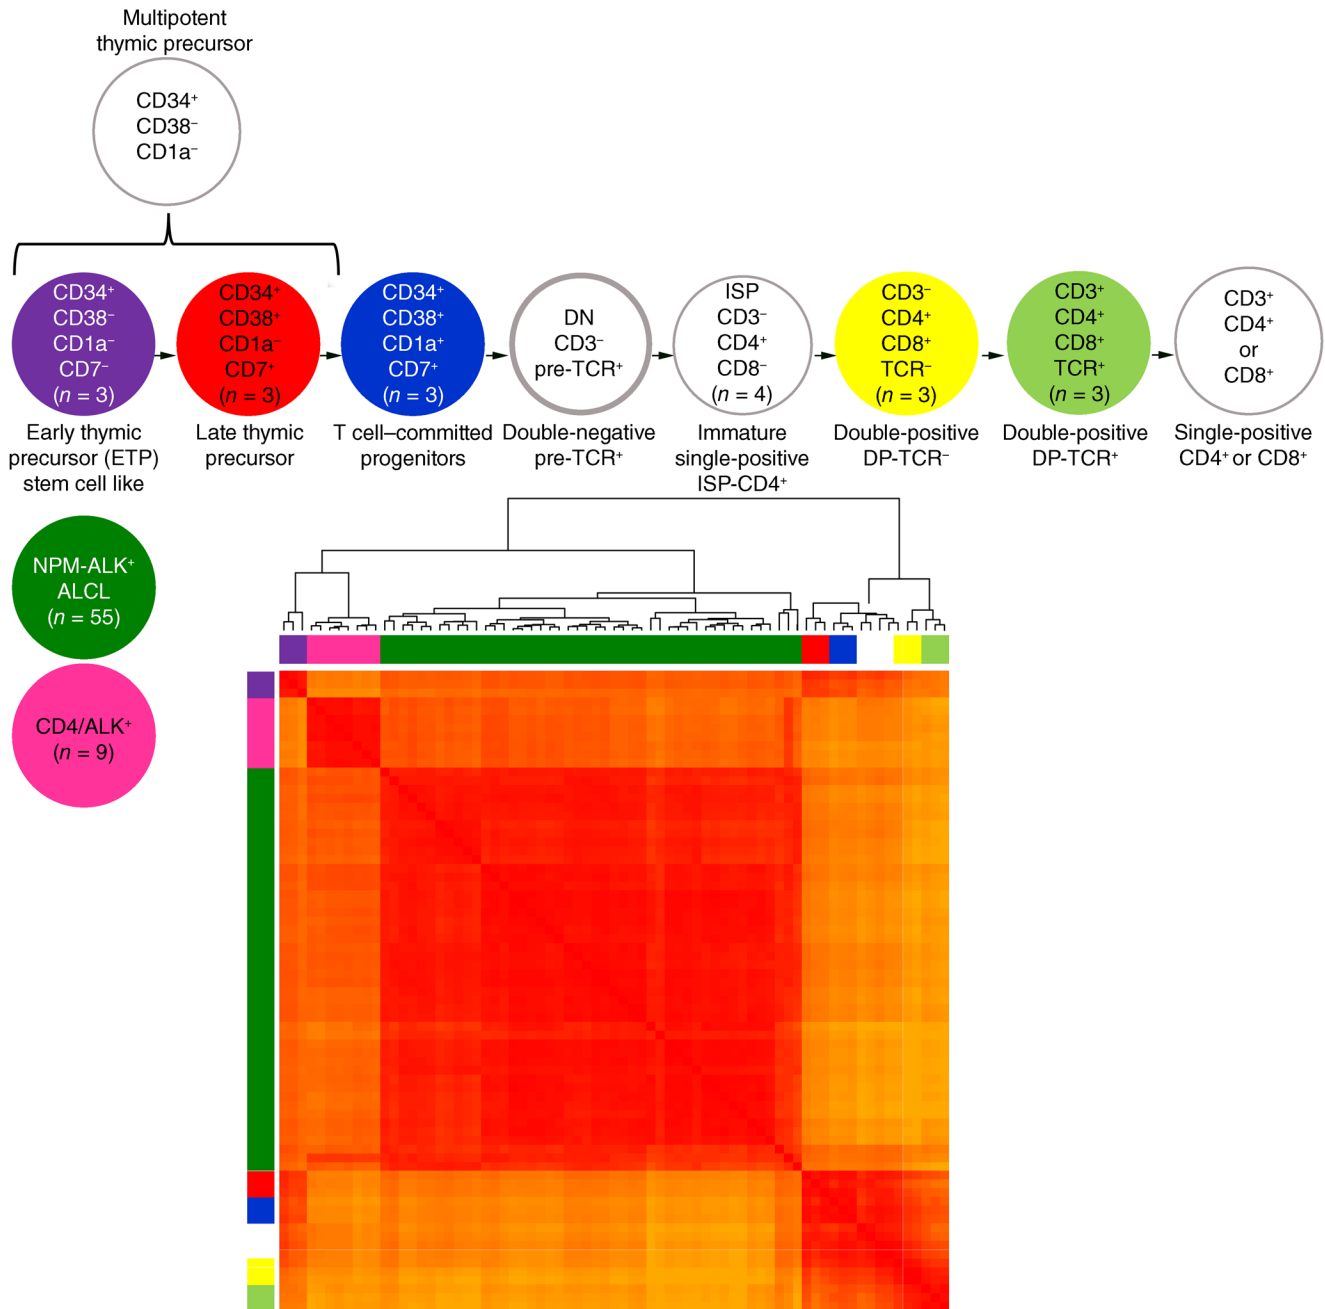 Multipotent
thymic precursor
CD34⁺
CD38⁻
CD1a⁻
CD34⁺
CD38⁻
CD1a⁻
CD7⁻
(n = 3)
Early thymic
precursor (ETP)
stem cell like
CD34⁺
CD38⁺
CD1a⁻
CD7⁺
(n = 3)
Late thymic
precursor
CD34⁺
CD38⁺
CD1a⁺
CD7⁺
(n = 3)
T cell–committed
progenitors
DN
CD3⁻
pre-TCR⁺
Double-negative
pre-TCR⁺
ISP
CD3⁻
CD4⁺
CD8⁻
(n = 4)
Immature
single-positive
ISP-CD4⁺
CD3⁻
CD4⁺
CD8⁺
TCR⁻
(n = 3)
Double-positive
DP-TCR⁻
CD3⁺
CD4⁺
CD8⁺
TCR⁺
(n = 3)
Double-positive
DP-TCR⁺
CD3⁺
CD4⁺
or
CD8⁺
Single-positive
CD4⁺ or CD8⁺
NPM-ALK⁺
ALCL
(n = 55)
CD4/ALK⁺
(n = 9)